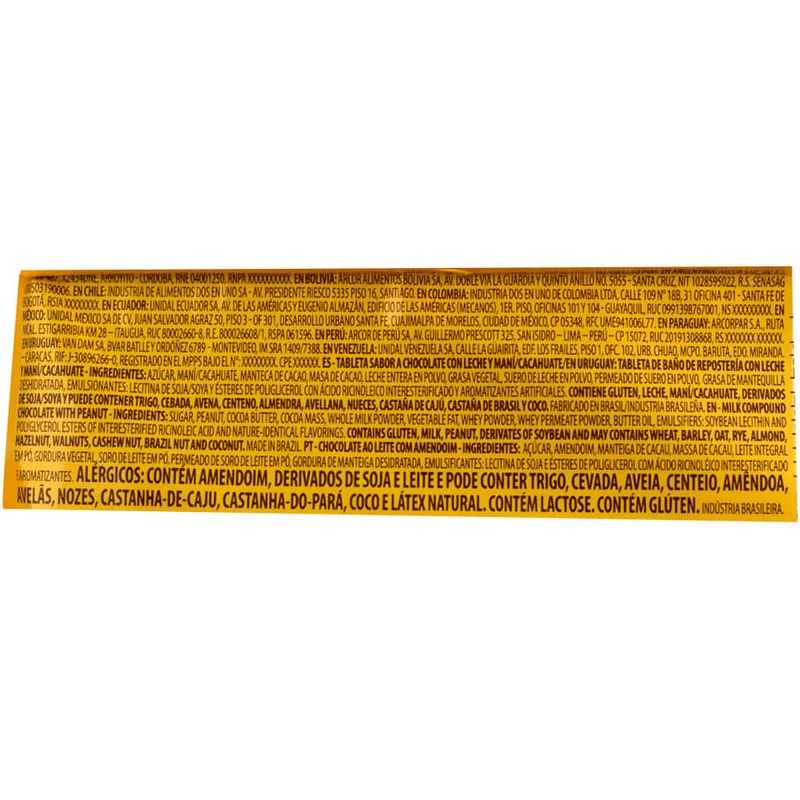 ARROYITO - CÓRDOBA, RNE 04001250, RNPA XXXXXXXXX. EN BOLIVIA: ARCOR ALIMENTOS BOLIVIA SA, AV. DOBLE VIA LA GUARDIA Y QUINTO ANILLO NO. 5055 - SANTA CRUZ, NIT 1028595022, R.S. SENASAG
EN CHILE: INDUSTRIA DE ALIMENTOS DOS EN UNO SA - AV. PRESIDENTE RIESCO 5335 PISO 16, SANTIAGO. EN COLOMBIA: INDUSTRIA DOS EN UNO DE COLOMBIA LTDA, CALLE 109 N° 18B, 31 OFICINA 401 - SANTA FE DE
BOGOTÁ, RSIA XXXXXXXX. EN ECUADOR: UNIDAL ECUADOR SA, AV. DE LAS AMÉRICAS Y EUGENIO ALMAZÁN, EDIFICIO DE LAS AMÉRICAS (MECANOS), 1ER. PISO, OFICINAS 101 Y 104 - GUAYAQUIL, RUC 0991398767001, NS XXXXXXXXX. EN
MÉXICO: UNIDAL MEXICO SA DE CV, JUAN SALVADOR AGRAZ 50, PISO 3 - OF 301, DESARROLLO URBANO SANTA FE, CUAJIMALPA DE MORELOS, CIUDAD DE MÉXICO, CP 05348, RFC UME941006L77. EN PARAGUAY: ARCORPAR S.A., RUTA
MCAL. ESTIGARRIBIA KM 28 – ITAUGUA, RUC 80002660-8, R.E. 80002608/1, RSPA 061596. EN PERÚ: ARCOR DE PERÚ SA, AV. GUILLERMO PRESCOTT 325, SAN ISIDRO – LIMA – PERÚ – CP 15072, RUC 20191308868, RS XXXXXXXX XXXXXX.
EN URUGUAY: VAN DAM SA, BVAR BATLLEY ORDÓÑEZ 6789 - MONTEVIDEO, IM SRA 1409/7388. EN VENEZUELA: UNIDAL VENEZUELA SA, CALLE LA GUAIRITA, EDF. LOS FRAILES, PISO 1, OFC. 102, URB. CHUAO, MCPO. BARUTA, EDO. MIRANDA.
-CARACAS, RIF: J-30896266-0, REGISTRADO EN EL MPPS BAJO EL N°: XXXXXXXX. CPE XXXXXX. ES - TABLETA SABOR A CHOCOLATE CON LECHE Y MANÍ/CACAHUATE/EN URUGUAY: TABLETA DE BAÑO DE REPOSTERÍA CON LECHE
Y MANÍ/CACAHUATE - INGREDIENTES: AZÚCAR, MANÍ/CACAHUATE, MANTECA DE CACAO, MASA DE CACAO, LECHE ENTERA EN POLVO, GRASA VEGETAL, SUERO DE LECHE EN POLVO, PERMEADO DE SUERO EN POLVO, GRASA DE MANTEQUILLA
DESHIDRATADA, EMULSIONANTES: LECITINA DE SOJA/SOYA Y ÉSTERES DE POLIGLICEROL CON ÁCIDO RICINOLEICO INTERESTERIFICADO Y AROMATIZANTES ARTIFICIALES. CONTIENE GLUTEN, LECHE, MANÍ/CACAHUATE, DERIVADOS
DE SOJA/SOYA Y PUEDE CONTENER TRIGO, CEBADA, AVENA, CENTENO, ALMENDRA, AVELLANA, NUECES, CASTAÑA DE CAJÚ, CASTAÑA DE BRASIL Y COCO. FABRICADO EN BRASIL/INDUSTRIA BRASILEÑA. EN - MILK COMPOUND
CHOCOLATE WITH PEANUT - INGREDIENTS: SUGAR, PEANUT, COCOA BUTTER, COCOA MASS, WHOLE MILK POWDER, VEGETABLE FAT, WHEY POWDER, WHEY PERMEATE POWDER, BUTTER OIL, EMULSIFIERS: SOYBEAN LECITHIN AND
POLYGLYCEROL ESTERS OF INTERESTERIFIED RICINOLEIC ACID AND NATURE-IDENTICAL FLAVORINGS. CONTAINS GLUTEN, MILK, PEANUT, DERIVATES OF SOYBEAN AND MAY CONTAINS WHEAT, BARLEY, OAT, RYE, ALMOND,
HAZELNUT, WALNUTS, CASHEW NUT, BRAZIL NUT AND COCONUT. MADE IN BRAZIL. PT - CHOCOLATE AO LEITE COM AMENDOIM - INGREDIENTES: AÇÚCAR, AMENDOIM, MANTEIGA DE CACAU, MASSA DE CACAU, LEITE INTEGRAL
EM PÓ, GORDURA VEGETAL, SORO DE LEITE EM PÓ, PERMEADO DE SORO DE LEITE EM PÓ, GORDURA DE MANTEIGA DESIDRATADA, EMULSIFICANTES: LECITINA DE SOJA E ÉSTERES DE POLIGLICEROL COM ÁCIDO RICINOLÉICO INTERESTERIFICADO
E AROMATIZANTES. ALÉRGICOS: CONTÉM AMENDOIM, DERIVADOS DE SOJA E LEITE E PODE CONTER TRIGO, CEVADA, AVEIA, CENTEIO, AMÊNDOA,
AVELÃS, NOZES, CASTANHA-DE-CAJU, CASTANHA-DO-PARÁ, COCO E LÁTEX NATURAL. CONTÉM LACTOSE. CONTÉM GLÚTEN. INDÚSTRIA BRASILEIRA.